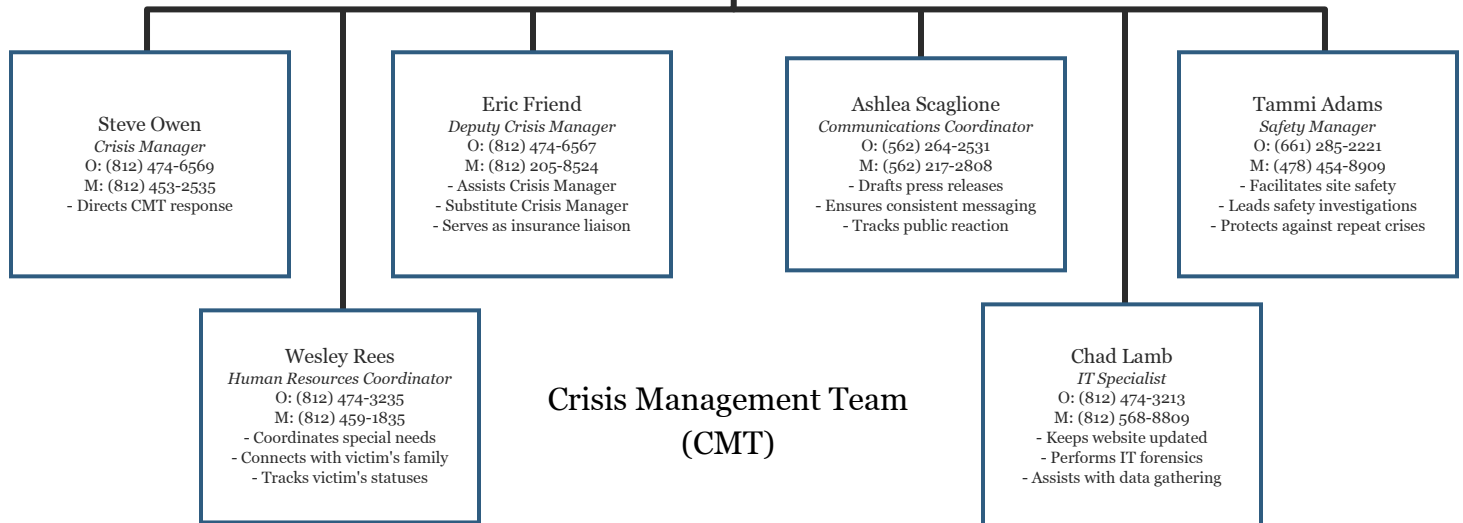 Steve Owen
Crisis Manager
O: (812) 474-6569
M: (812) 453-2535
- Directs CMT response
Eric Friend
Deputy Crisis Manager
O: (812) 474-6567
M: (812) 205-8524
- Assists Crisis Manager
- Substitute Crisis Manager
- Serves as insurance liaison
Ashlea Scaglione
Communications Coordinator
O: (562) 264-2531
M: (562) 217-2808
- Drafts press releases
- Ensures consistent messaging
- Tracks public reaction
Tammi Adams
Safety Manager
O: (661) 285-2221
M: (478) 454-8909
- Facilitates site safety
- Leads safety investigations
- Protects against repeat crises
Wesley Rees
Human Resources Coordinator
O: (812) 474-3235
M: (812) 459-1835
- Coordinates special needs
- Connects with victim's family
- Tracks victim's statuses
Crisis Management Team
(CMT)
Chad Lamb
IT Specialist
O: (812) 474-3213
M: (812) 568-8809
- Keeps website updated
- Performs IT forensics
- Assists with data gathering